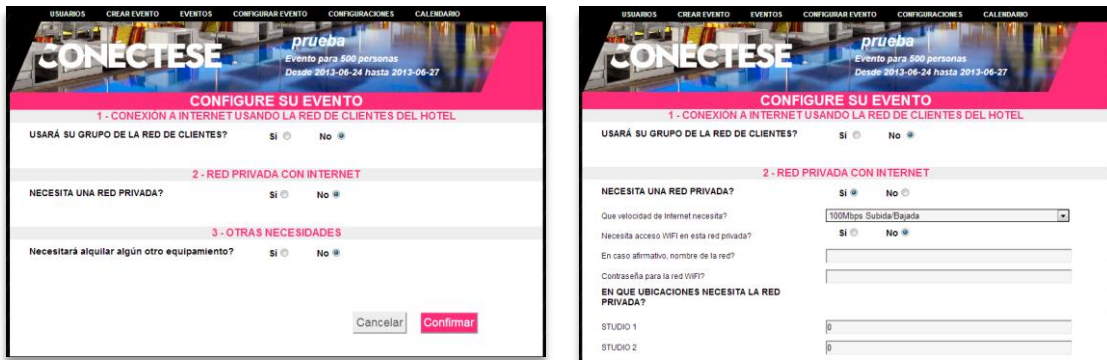 USUARIOS CREAR EVENTO EVENTOS CONFIGURAR EVENTO CONFIGURACIONES CALENDARIO
CONECTESE
prueba
Evento para 500 personas
Desde 2013-06-24 hasta 2013-06-27
CONFIGURE SU EVENTO
1 - CONEXIÓN A INTERNET USANDO LA RED DE CLIENTES DEL HOTEL
USARÁ SU GRUPO DE LA RED DE CLIENTES? Sí No
2 - RED PRIVADA CON INTERNET
NECESITA UNA RED PRIVADA? Sí No
3 - OTRAS NECESIDADES
Necesitará alquilar algún otro equipamiento? Sí No
Cancelar Confirmar
USUARIOS CREAR EVENTO EVENTOS CONFIGURAR EVENTO CONFIGURACIONES CALENDARIO
CONECTESE
prueba
Evento para 500 personas
Desde 2013-06-24 hasta 2013-06-27
CONFIGURE SU EVENTO
1 - CONEXIÓN A INTERNET USANDO LA RED DE CLIENTES DEL HOTEL
USARÁ SU GRUPO DE LA RED DE CLIENTES? Sí No
2 - RED PRIVADA CON INTERNET
NECESITA UNA RED PRIVADA? Sí No
Que velocidad de Internet necesita? 100Mbps Subida/Bajada
Necesita acceso WIFI en esta red privada? Sí No
En caso afirmativo, nombre de la red?
Contraseña para la red WIFI?
EN QUE UBICACIONES NECESITA LA RED
PRIVADA?
STUDIO 1 0
STUDIO 2 0